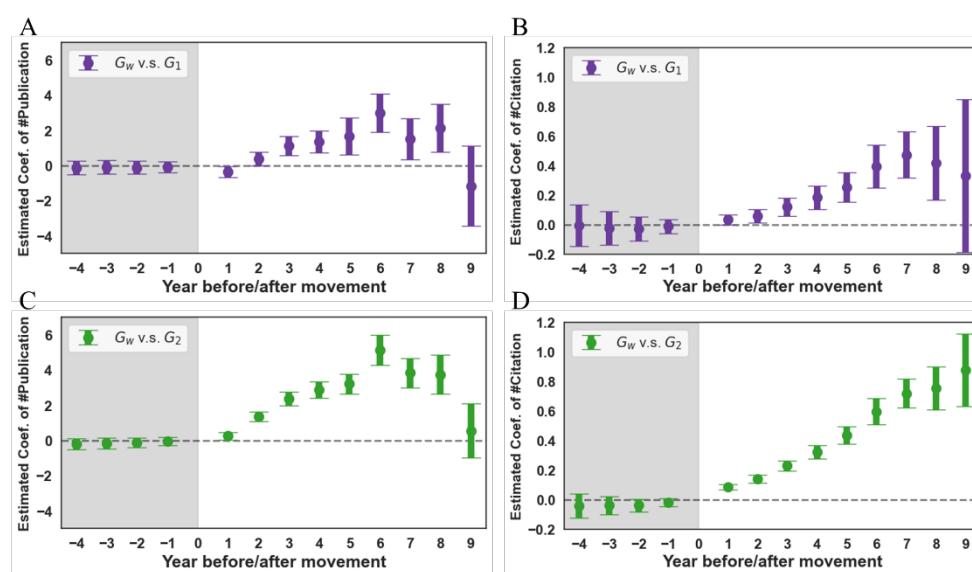 A
Estimated Coef. of #Publication
6
4
2
0
−2
−4
G_w v.s. G_1
−4 −3 −2 −1 0 1 2 3 4 5 6 7 8 9
Year before/after movement
B
Estimated Coef. of #Citation
1.2
1.0
0.8
0.6
0.4
0.2
0.0
−0.2
G_w v.s. G_1
−4 −3 −2 −1 0 1 2 3 4 5 6 7 8 9
Year before/after movement
C
Estimated Coef. of #Publication
6
4
2
0
−2
−4
G_w v.s. G_2
−4 −3 −2 −1 0 1 2 3 4 5 6 7 8 9
Year before/after movement
D
Estimated Coef. of #Citation
1.2
1.0
0.8
0.6
0.4
0.2
0.0
−0.2
G_w v.s. G_2
−4 −3 −2 −1 0 1 2 3 4 5 6 7 8 9
Year before/after movement